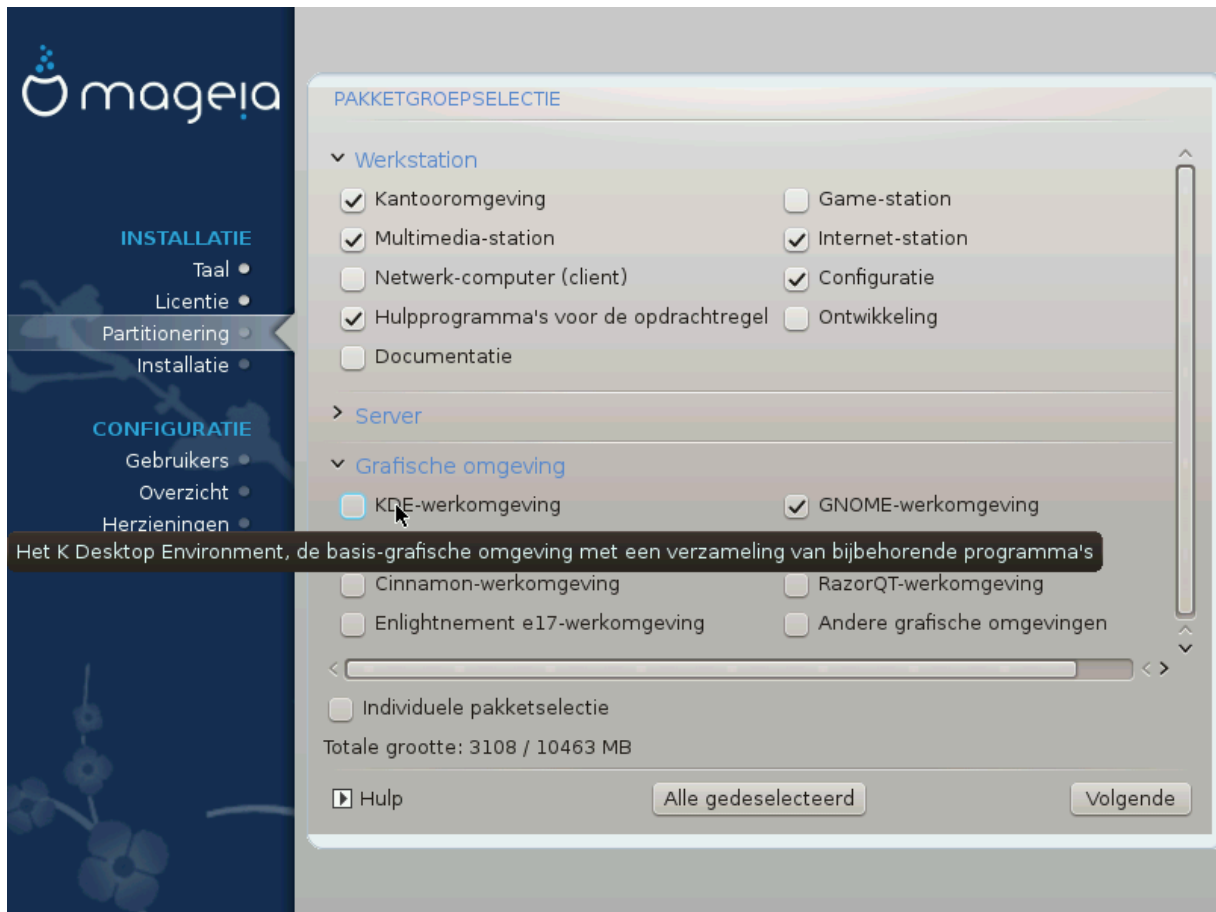 mageia
INSTALLATIE
Taal
Licentie
Partitionering
Installatie
CONFIGURATIE
Gebruikers
Overzicht
Herzieningen
PAKKETGROEPSELECTIE
Werkstation
Kantooromgeving
Game-station
Multimedia-station
Internet-station
Netwerk-computer (client)
Configuratie
Hulpprogramma's voor de opdrachtregel
Ontwikkeling
Documentatie
Server
Grafische omgeving
KDE-werkomgeving
GNOME-werkomgeving
Het K Desktop Environment, de basis-grafische omgeving met een verzameling van bijbehorende programma's
Cinnamon-werkomgeving
RazorQT-werkomgeving
Enlightnement e17-werkomgeving
Andere grafische omgevingen
Individuele pakketselectie
Totale grootte: 3108 / 10463 MB
Hulp
Alle gedeselecteerd
Volgende